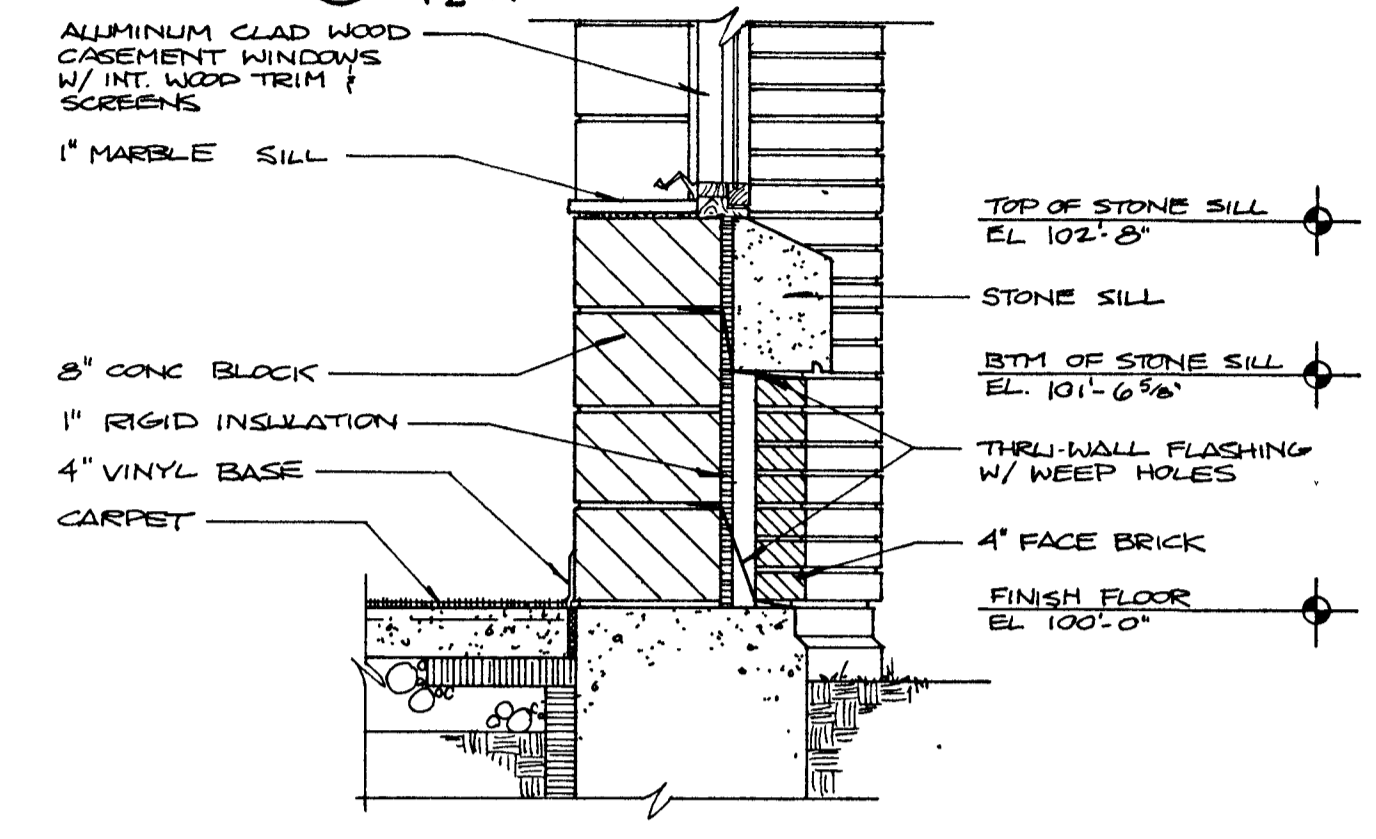 ALUMINUM CLAD WOOD
CASEMENT WINDOWS
W/ INT. WOOD TRIM &
SCREENS
1" MARBLE SILL
8" CONC BLOCK
1" RIGID INSULATION
4" VINYL BASE
CARPET
TOP OF STONE SILL
EL 102'-8"
STONE SILL
BTM OF STONE SILL
EL. 101'-6 5/8"
THRU-WALL FLASHING
W/ WEEP HOLES
4" FACE BRICK
FINISH FLOOR
EL 100'-0"